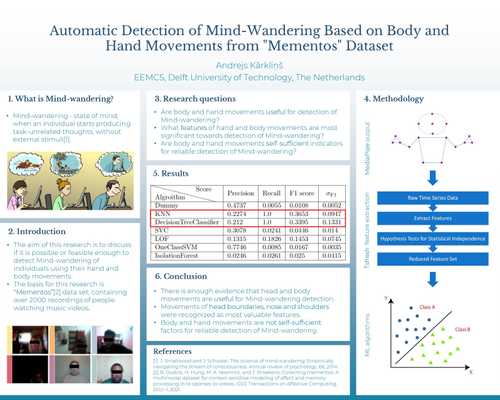 Automatic Detection of Mind-Wandering Based on Body and
Hand Movements from "Mementos" Dataset
Andrejs Kārkliņš
EEMCS, Delft University of Technology, The Netherlands
1. What is Mind-wandering?
Mind-wandering - state of mind,
when an individual starts producing
task-unrelated thoughts without
external stimuli[1].
2. Introduction
The aim of this research is to discuss
if it is possible or feasible enough to
detect Mind-Wandering of
individuals using their hand and
body movements.
The basis for this research is
"Mementos"[2] data set, containing
over 2000 recordings of people
watching music videos.
3. Research questions
Are body and hand movements useful for detection of
Mind-wandering?
What features of hand and body movements are most
significant towards detection of Mind-Wandering?
Are body and hand movements self-sufficient indicators
for reliable detection of Mind-Wandering?
5. Results
Score Precision Recall F1 score σF1
Algorithm
Dummy 0.4737 0.0055 0.0108 0.0052
KNN 0.2274 1.0 0.3653 0.0947
DecisionTreeClassifier 0.212 1.0 0.3395 0.1331
SVC 0.3078 0.0241 0.0446 0.014
LOF 0.1315 0.1826 0.1453 0.0745
OneClassSVM 0.7746 0.0085 0.0167 0.0035
IsolationForest 0.0246 0.0261 0.025 0.0415
6. Conclusion
There is enough evidence that head and body
movements are useful for Mind-Wandering detection.
Movements of head boundaries, nose and shoulders
were recognized as most valuable features.
Body and hand movements are not self-sufficient
factors for reliable detection of Mind-Wandering.
References
[1] J. Smallwood and J. Schooler, The science of mind wandering: Empirically
navigating the stream of consciousness, Annual review of psychology, vol. 66, 2014.
[2] B. Dudzik, H. Hung, M. A. Neerincx, and J. Broekens, Collecting mementos: A
multimodal dataset for context-sensitive modeling of affect and memory
processing in responses to videos, IEEE Transactions on Affective Computing,
4. Methodology
MediaPipe output
Tsfresh feature extraction
Raw Time Series Data
Extract Features
Hypothesis Tests for Statistical Independence
Reduced Feature Set
ML algorithms
Y
Class A
Class B
X